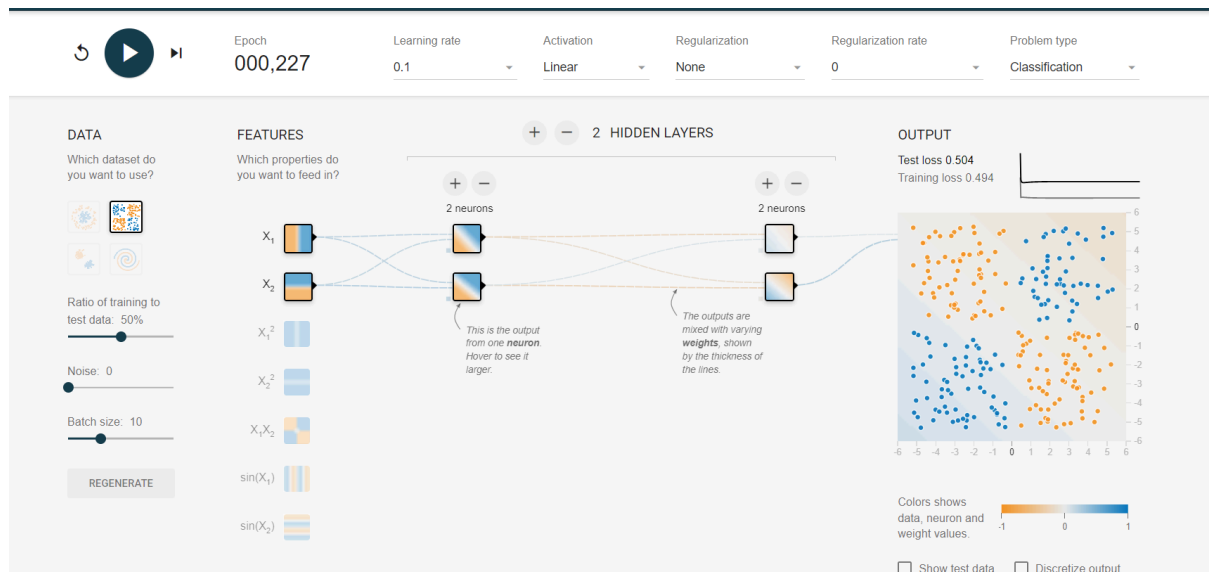 Epoch
000,227
Learning rate
0.1
Activation
Linear
Regularization
None
Regularization rate
0
Problem type
Classification
DATA
Which dataset do
you want to use?
Ratio of training to
test data: 50%
Noise: 0
Batch size: 10
REGENERATE
FEATURES
Which properties do
you want to feed in?
X₁
X₂
X₁²
X₂²
X₁X₂
sin(X₁)
sin(X₂)
+ − 2 HIDDEN LAYERS
+ −
2 neurons
+ −
2 neurons
This is the output
from one neuron.
Hover to see it
larger.
The outputs are
mixed with varying
weights, shown
by the thickness of
the lines.
OUTPUT
Test loss 0.504
Training loss 0.494
6
5
4
3
2
1
0
-1
-2
-3
-4
-5
-6
-6 -5 -4 -3 -2 -1 0 1 2 3 4 5 6
Colors shows
data, neuron and
weight values.
-1 0 1
Show test data
Discretize output